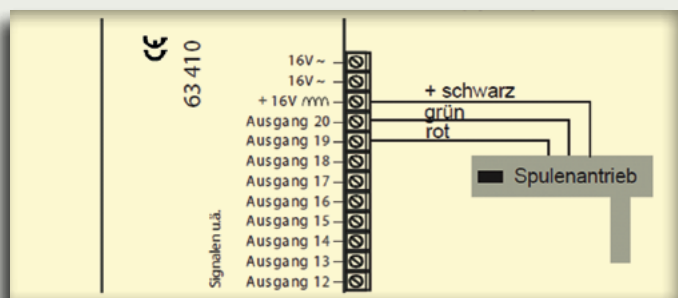 CE
63 410
16V ~
16V ~
+ 16V
Ausgang 20
Ausgang 19
Ausgang 18
Ausgang 17
Ausgang 16
Ausgang 15
Ausgang 14
Ausgang 13
Ausgang 12
Signalen u.ä.
+ schwarz
grün
rot
Spulenantrieb